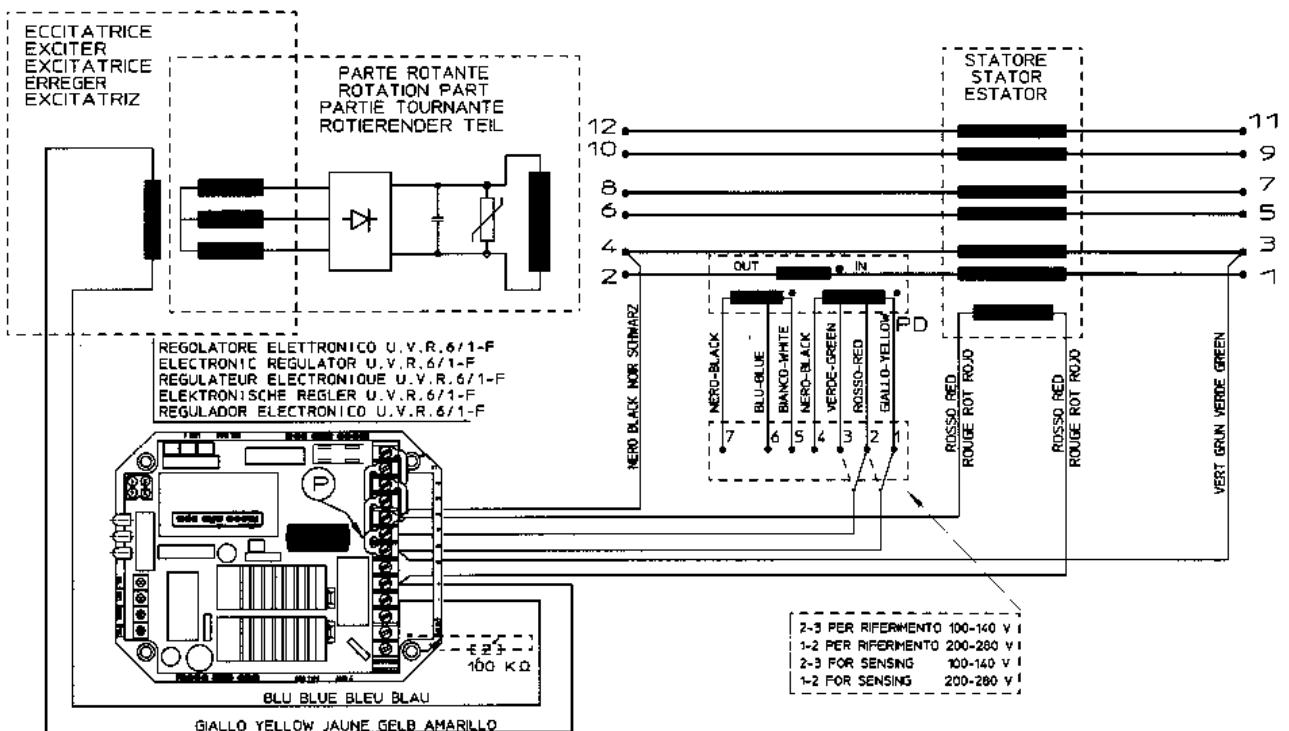 ECCITATRICE
EXCITER
EXCITATRICE
ERREGER
EXCITATRIZ
PARTE ROTANTE
ROTATION PART
PARTIE TOURNANTE
ROTIERENDER TEIL
STATORE
STATOR
ESTATOR
12
11
10
9
8
7
6
5
4
3
2
1
OUT
IN
PD
NERO-BLACK
BLU-BLUE
BIANCO-WHITE
NERO-BLACK
VERDE-GREEN
ROSSO-RED
GIALLO-YELLOW
7
6
5
4
3
2
1
NERO BLACK NOIR SCHWARZ
ROSSO RED
ROUGE ROT ROJO
ROSSO RED
ROUGE ROT ROJO
VERT GRUN VERDE GREEN
REGOLATORE ELETTRONICO U.V.R.6/1-F
ELECTRONIC REGULATOR U.V.R.6/1-F
REGULATEUR ELECTRONIQUE U.V.R.6/1-F
ELEKTRONISCHE REGLER U.V.R.6/1-F
REGULADOR ELECTRONICO U.V.R.6/1-F
P
100 KΩ
2-3 PER RIFERIMENTO 100-140 V
1-2 PER RIFERIMENTO 200-280 V
2-3 FOR SENSING 100-140 V
1-2 FOR SENSING 200-280 V
BLU BLUE BLEU BLAU
GIALLO YELLOW JAUNE GELB AMARILLO